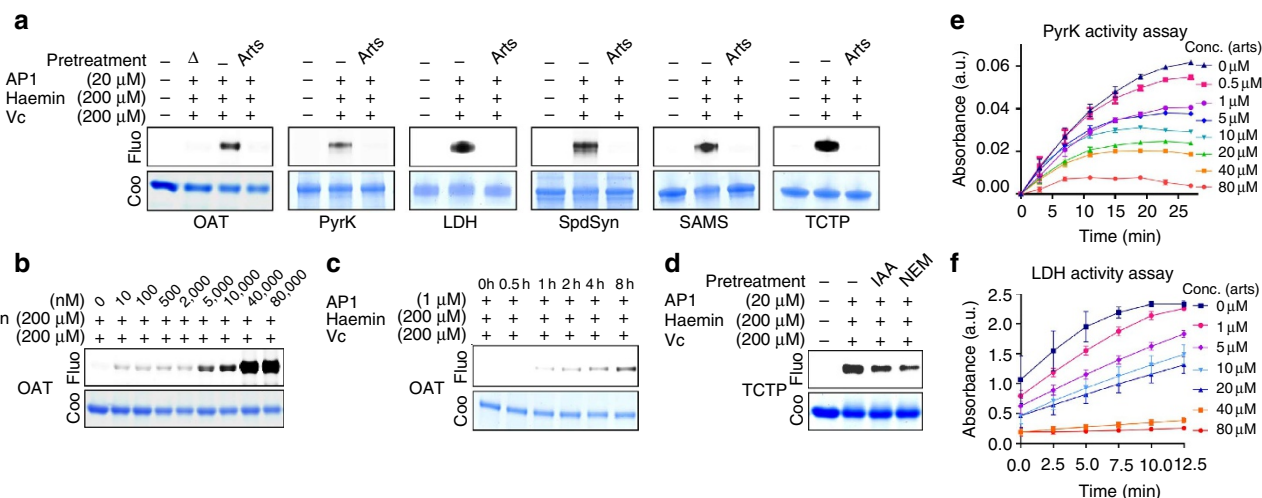 a
Pretreatment – Δ – Arts – – Arts – – Arts – – Arts – – Arts – – Arts
AP1 (20 μM) – + + + – + + – + + – + + – + + – + +
Haemin (200 μM) – + + + – + + – + + – + + – + + – + +
Vc (200 μM) – + + + – + + – + + – + + – + + – + +
Fluo
Coo
OAT PyrK LDH SpdSyn SAMS TCTP
b
(nM) 0 10 100 500 2,000 5,000 10,000 40,000 80,000
n (200 μM) + + + + + + + + +
(200 μM) + + + + + + + + +
OAT
Fluo
Coo
c
0h 0.5 h 1 h 2 h 4 h 8 h
AP1 (1 μM) + + + + + +
Haemin (200 μM) + + + + + +
Vc (200 μM) + + + + + +
OAT
Fluo
Coo
d
Pretreatment – – IAA NEM
AP1 (20 μM) – + + +
Haemin (200 μM) – + + +
Vc (200 μM) – + + +
TCTP
Fluo
Coo
e
PyrK activity assay
Conc. (arts)
0 μM
0.5 μM
1 μM
5 μM
10 μM
20 μM
40 μM
80 μM
Absorbance (a.u.)
0.06
0.04
0.02
0.00
0 5 10 15 20 25
Time (min)
f
LDH activity assay
Conc. (arts)
0 μM
1 μM
5 μM
10 μM
20 μM
40 μM
80 μM
Absorbance (a.u.)
2.5
2.0
1.5
1.0
0.5
0.0
0.0 2.5 5.0 7.5 10.0 12.5
Time (min)